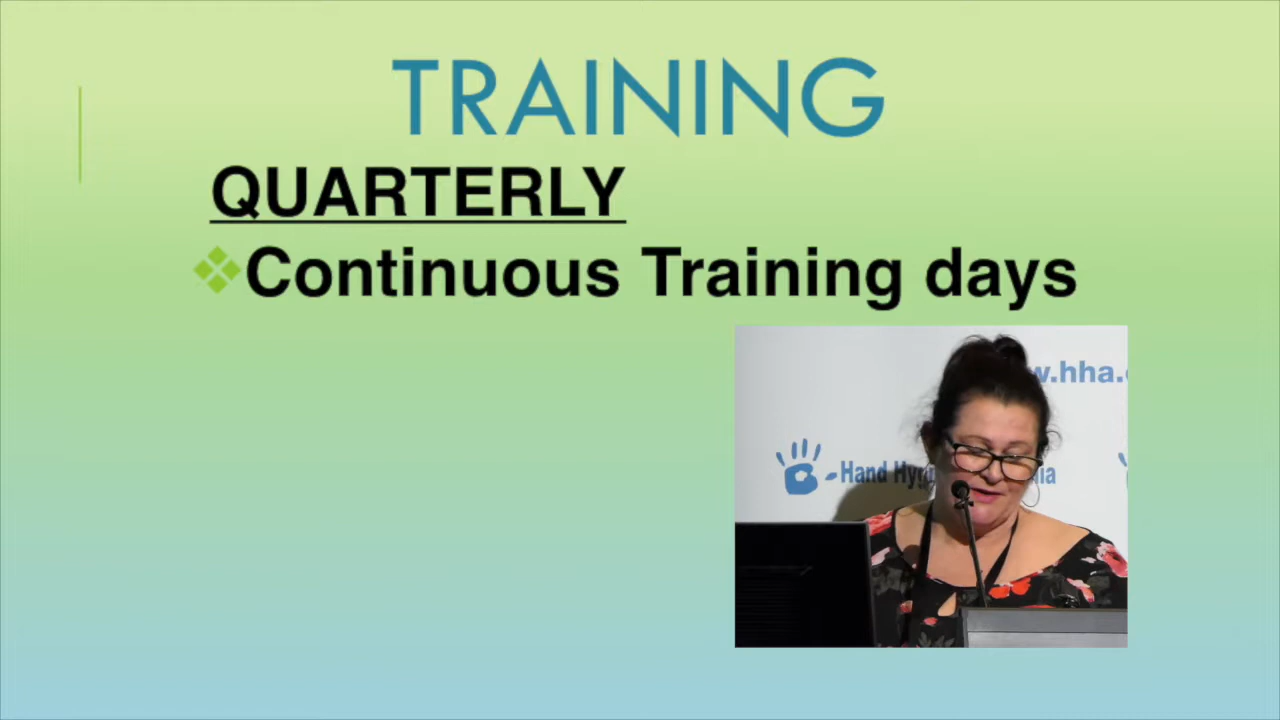 TRAINING
QUARTERLY
Continuous Training days
w.hha.
Hand Hyg